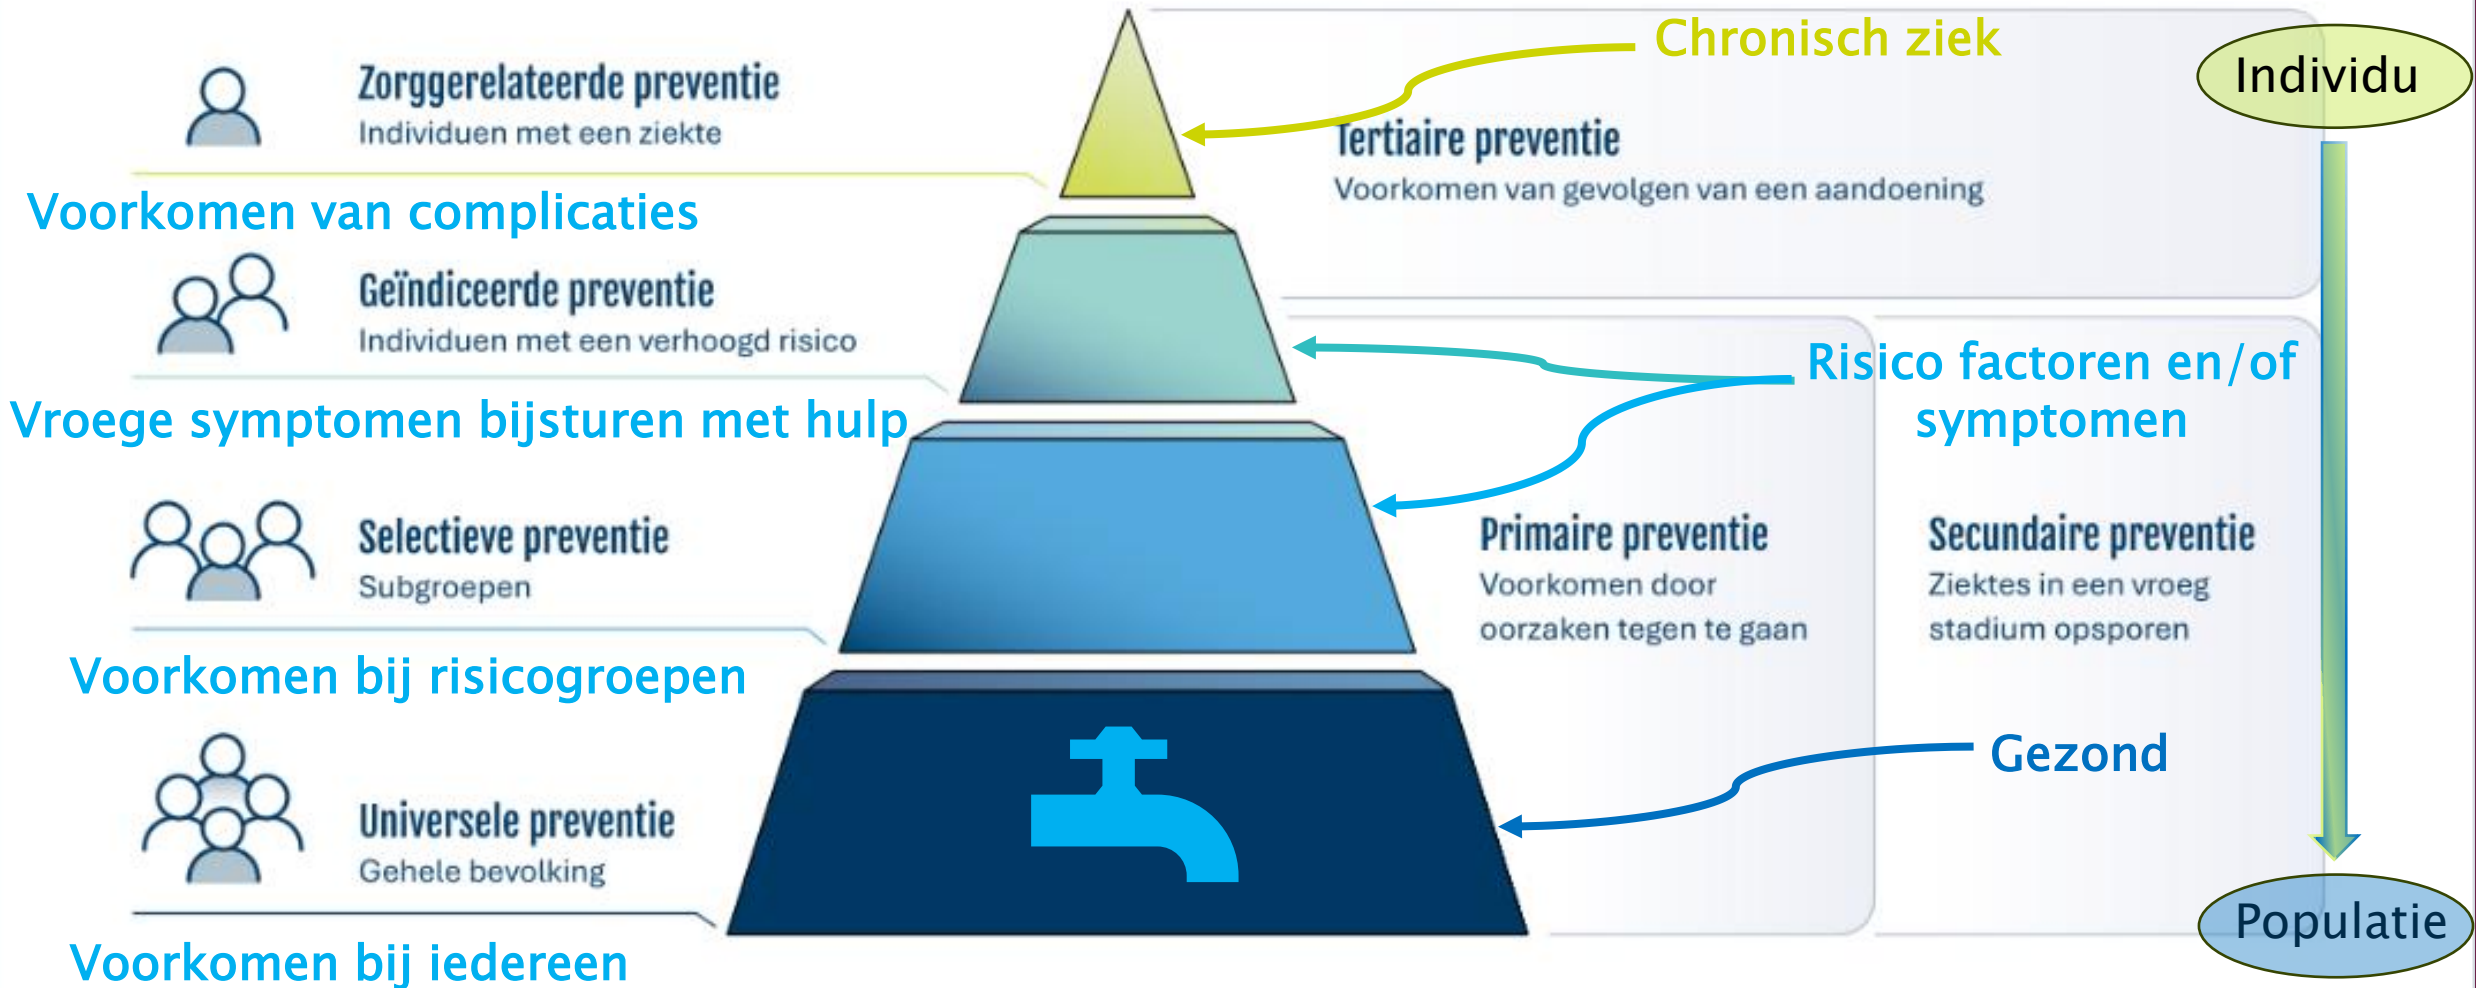 Chronisch ziek
Individu
Zorggerelateerde preventie
Individuen met een ziekte
Tertiaire preventie
Voorkomen van gevolgen van een aandoening
Voorkomen van complicaties
Geïndiceerde preventie
Individuen met een verhoogd risico
Risico factoren en/of
symptomen
Vroege symptomen bijsturen met hulp
Selectieve preventie
Subgroepen
Primaire preventie
Voorkomen door
oorzaken tegen te gaan
Secundaire preventie
Ziektes in een vroeg
stadium opsporen
Voorkomen bij risicogroepen
Gezond
Universele preventie
Gehele bevolking
Populatie
Voorkomen bij iedereen